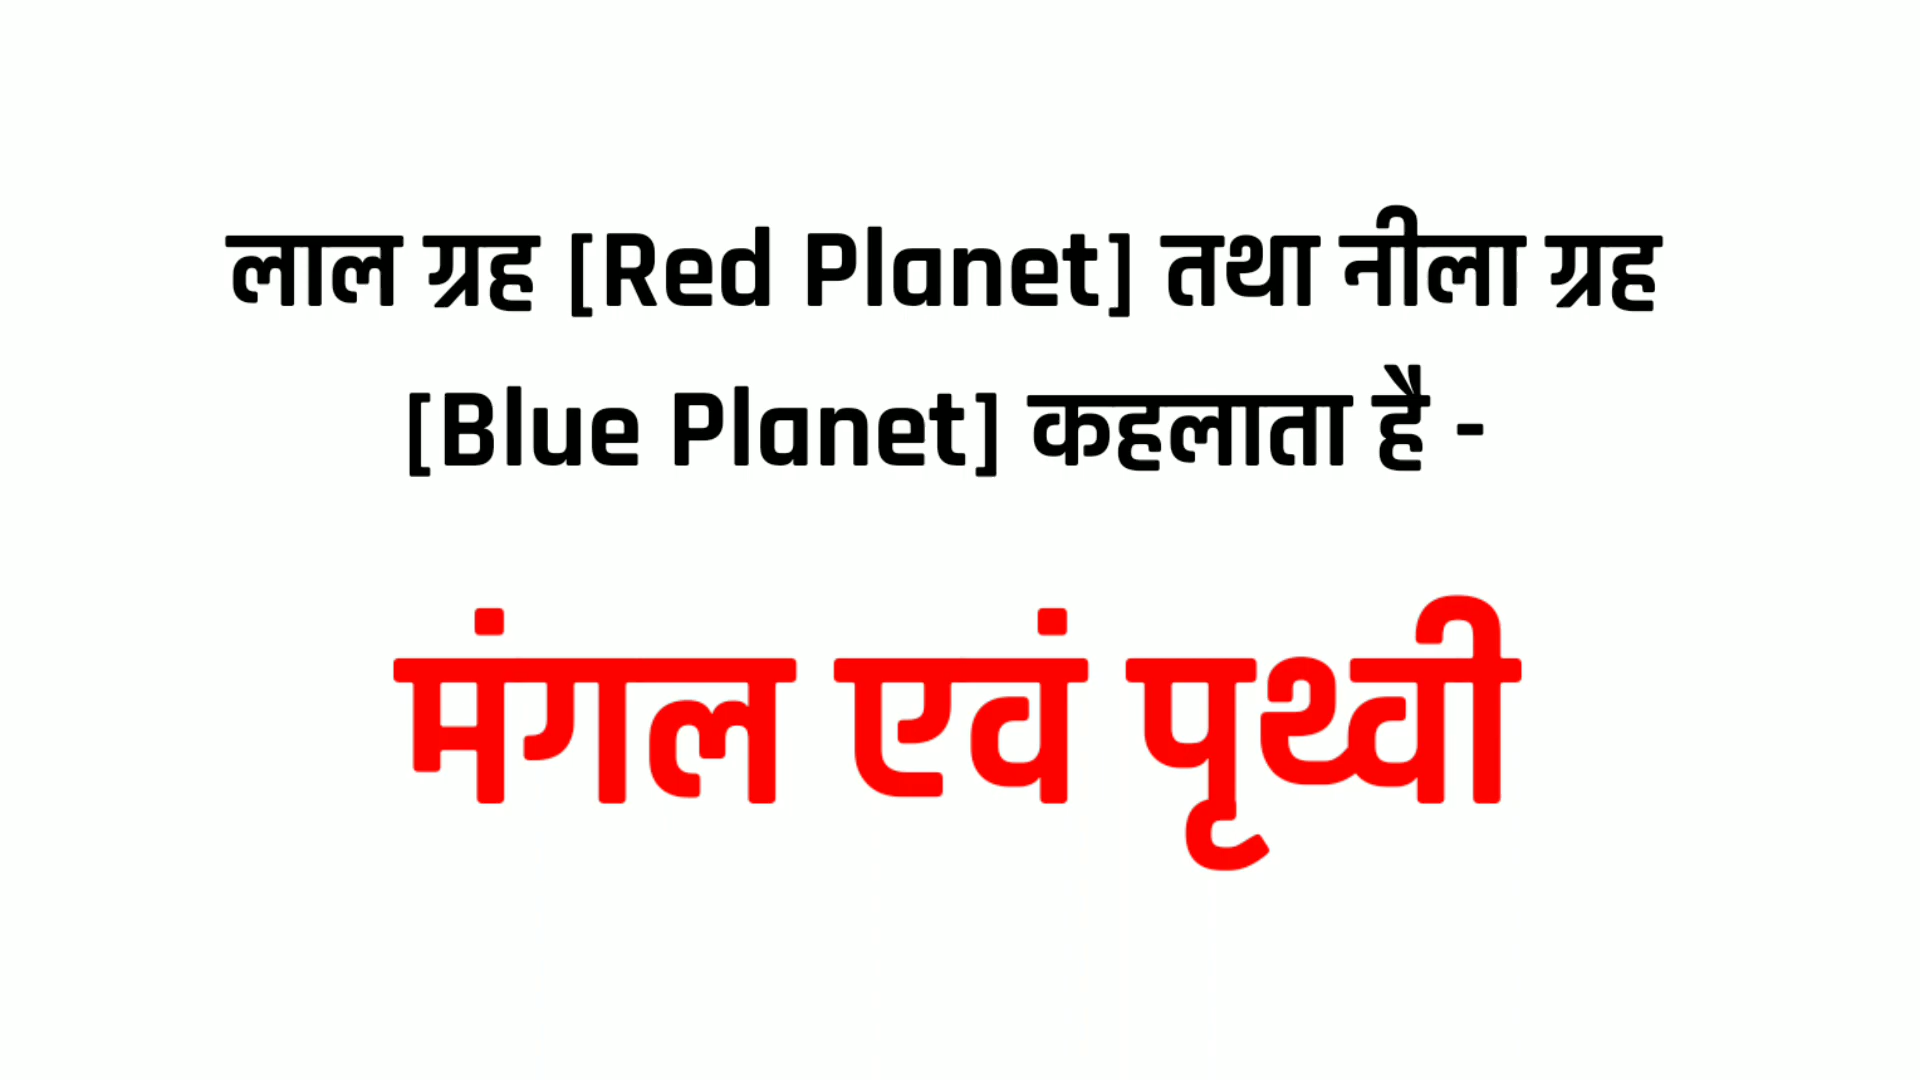 लाल ग्रह [Red Planet] तथा नीला ग्रह
[Blue Planet] कहलाता है -
मंगल एवं पृथ्वी